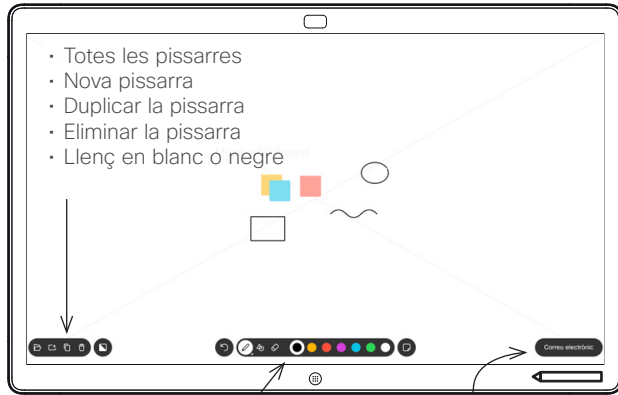 • Totes les pissarres
• Nova pissarra
• Duplicar la pissarra
• Eliminar la pissarra
• Llenç en blanc o negre
Correu electrònic